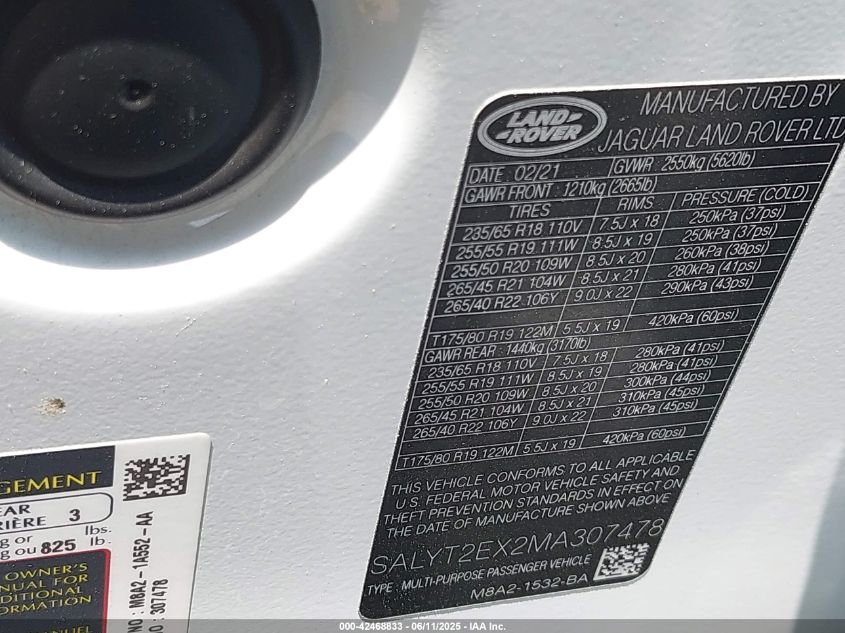 LAND
ROVER
MANUFACTURED BY
JAGUAR LAND ROVER LTD
DATE 02/21 GVWR 2550kg (5620lb)
GAWR FRONT : 1210kg (2665lb)
TIRES RIMS PRESSURE (COLD)
235/65 R18 110V 7.5J x 18 250kPa (37psi)
255/55 R19 111W 8.5J x 19 250kPa (37psi)
255/50 R20 109W 8.5J x 20 260kPa (38psi)
265/45 R21 104W 8.5J x 21 280kPa (41psi)
265/40 R22 106Y 9.0J x 22 290kPa (43psi)
T175/80 R19 122M 5.5J x 19 420kPa (60psi)
GAWR REAR : 1440kg (3170lb)
235/65 R18 110V 7.5J x 18 280kPa (41psi)
255/55 R19 111W 8.5J x 19 280kPa (41psi)
255/50 R20 109W 8.5J x 20 300kPa (44psi)
265/45 R21 104W 8.5J x 21 310kPa (45psi)
265/40 R22 106Y 9.0J x 22 310kPa (45psi)
T175/80 R19 122M 5.5J x 19 420kPa (60psi)
THIS VEHICLE CONFORMS TO ALL APPLICABLE
U.S. FEDERAL MOTOR VEHICLE SAFETY AND
THEFT PREVENTION STANDARDS IN EFFECT ON
THE DATE OF MANUFACTURE SHOWN ABOVE
SALYT2EX2MA307478
TYPE : MULTI-PURPOSE PASSENGER VEHICLE
M8A2-1532-BA
GEMENT
EAR
RIÈRE 3
g or lbs.
g ou 825 lb.
OWNER'S
MANUAL FOR
DDITIONAL
FORMATION
MANUEL
NO : M8A2-1A552-AA
O : 307478
000-42468833 - 06/11/2025 - IAA Inc.